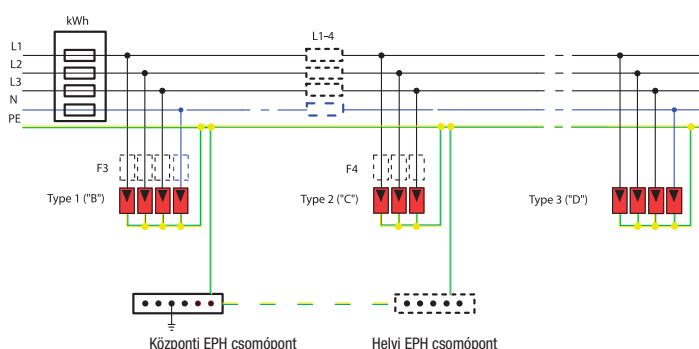 kWh
L1-4
L1
L2
L3
N
PE
F3
F4
Type 1 ("B")
Type 2 ("C")
Type 3 ("D")
Központi EPH csomópont
Helyi EPH csomópont